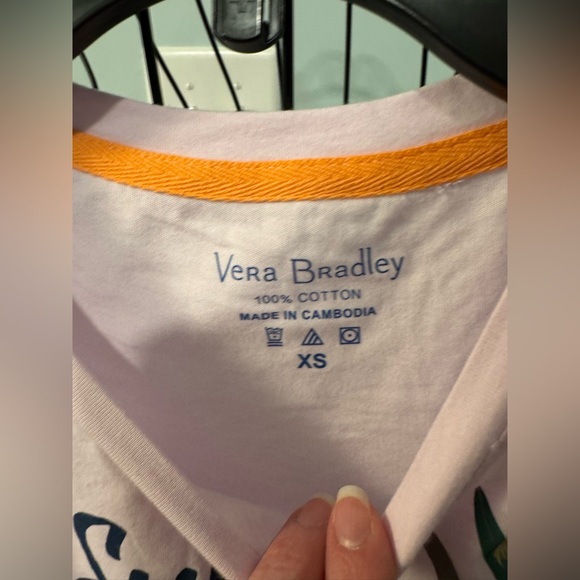 Vera Bradley
100% COTTON
MADE IN CAMBODIA
XS